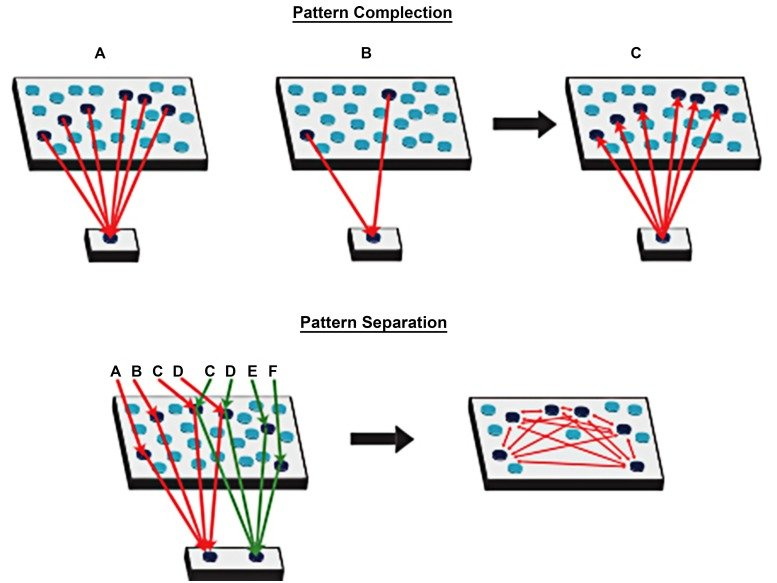 Pattern Complection
A B C
Pattern Separation
A B C D C D E F